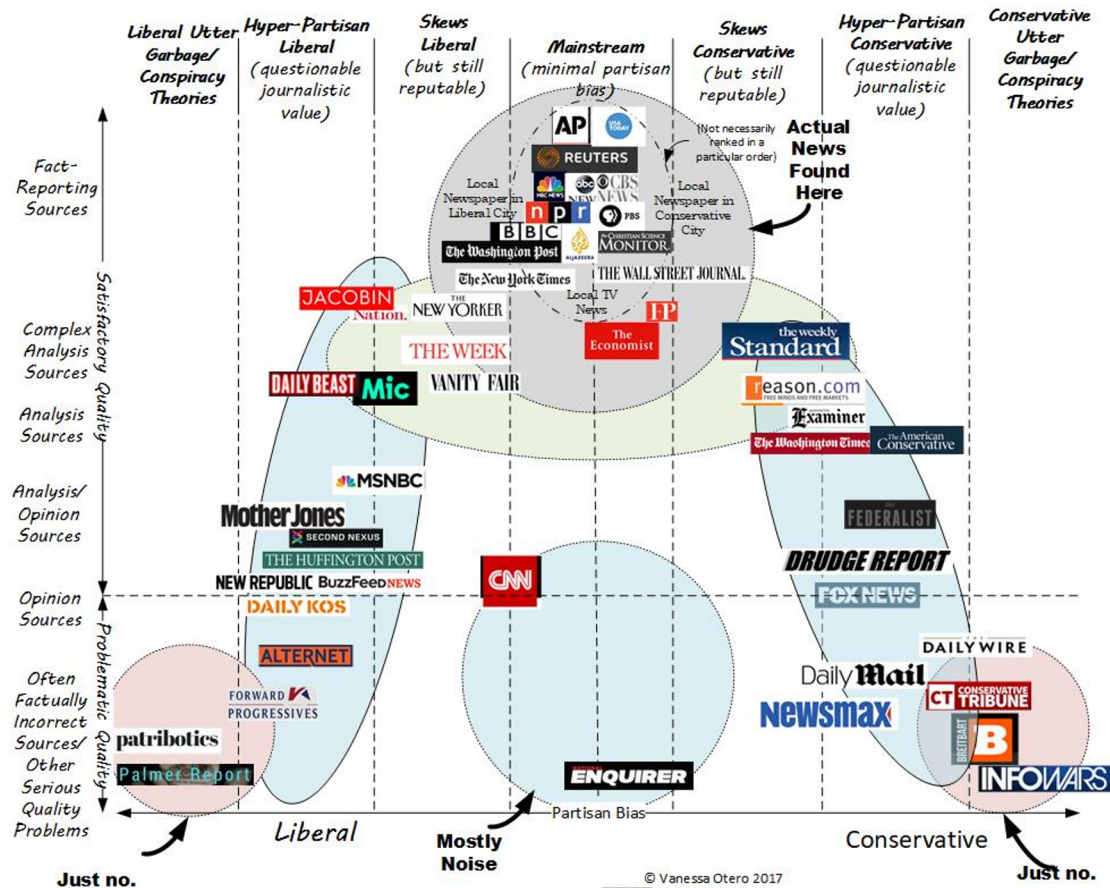 Liberal Utter
Garbage/
Conspiracy
Theories
Hyper-Partisan
Liberal
(questionable
journalistic
value)
Skews
Liberal
(but still
reputable)
Mainstream
(minimal partisan
bias)
Skews
Conservative
(but still
reputable)
Hyper-Partisan
Conservative
(questionable
journalistic
value)
Conservative
Utter
Garbage/
Conspiracy
Theories
Fact-
Reporting
Sources
Complex
Analysis
Sources
Analysis
Sources
Analysis/
Opinion
Sources
Opinion
Sources
Often
Factually
Incorrect
Sources/
Other
Serious
Quality
Problems
Satisfactory Quality
Problematic Quality
AP
USA
TODAY
REUTERS
(Not necessarily
ranked in a
particular order)
Actual
News
Found
Here
NBC NEWS
abc
NEW
CBS
NEWS
Local
Newspaper in
Liberal City
Local
Newspaper in
Conservative
City
npr
PBS
BBC
The Washington Post
ALJAZEERA
The CHRISTIAN SCIENCE
MONITOR
The New York Times
THE WALL STREET JOURNAL.
Local TV
News
JACOBIN
Nation.
THE
NEW YORKER
FP
The
Economist
the weekly
Standard
THE WEEK
DAILY BEAST
Mic
VANITY FAIR
reason.com
FREE MINDS AND FREE MARKETS
Examiner
The Washington Times
The American
Conservative
MSNBC
Mother Jones
SECOND NEXUS
THE HUFFINGTON POST
NEW REPUBLIC
BuzzFeed NEWS
CNN
THE
FEDERALIST
DRUDGE REPORT
FOX NEWS
DAILY KOS
ALTERNET
FORWARD
PROGRESSIVES
patribotics
Palmer Report
DAILY WIRE
Daily Mail
Newsmax
CT CONSERVATIVE
TRIBUNE
BREITBART
B
INFOWARS
NATIONAL
ENQUIRER
Partisan Bias
Liberal
Conservative
Mostly
Noise
Just no.
Just no.
© Vanessa Otero 2017